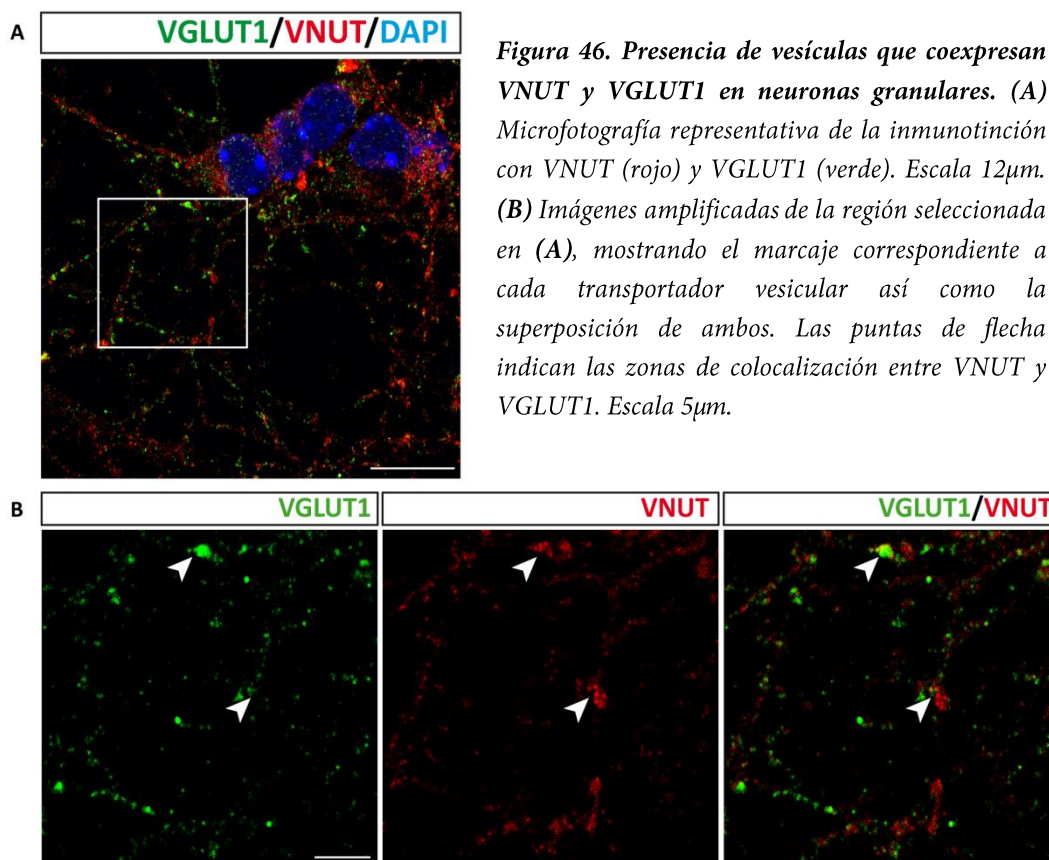 A
VGLUT1/VNUT/DAPI
Figura 46. Presencia de vesículas que coexpresan
VNUT y VGLUT1 en neuronas granulares. (A)
Microfotografía representativa de la inmunotinción
con VNUT (rojo) y VGLUT1 (verde). Escala 12μm.
(B) Imágenes amplificadas de la región seleccionada
en (A), mostrando el marcaje correspondiente a
cada transportador vesicular así como la
superposición de ambos. Las puntas de flecha
indican las zonas de colocalización entre VNUT y
VGLUT1. Escala 5μm.
B
VGLUT1
VNUT
VGLUT1/VNUT